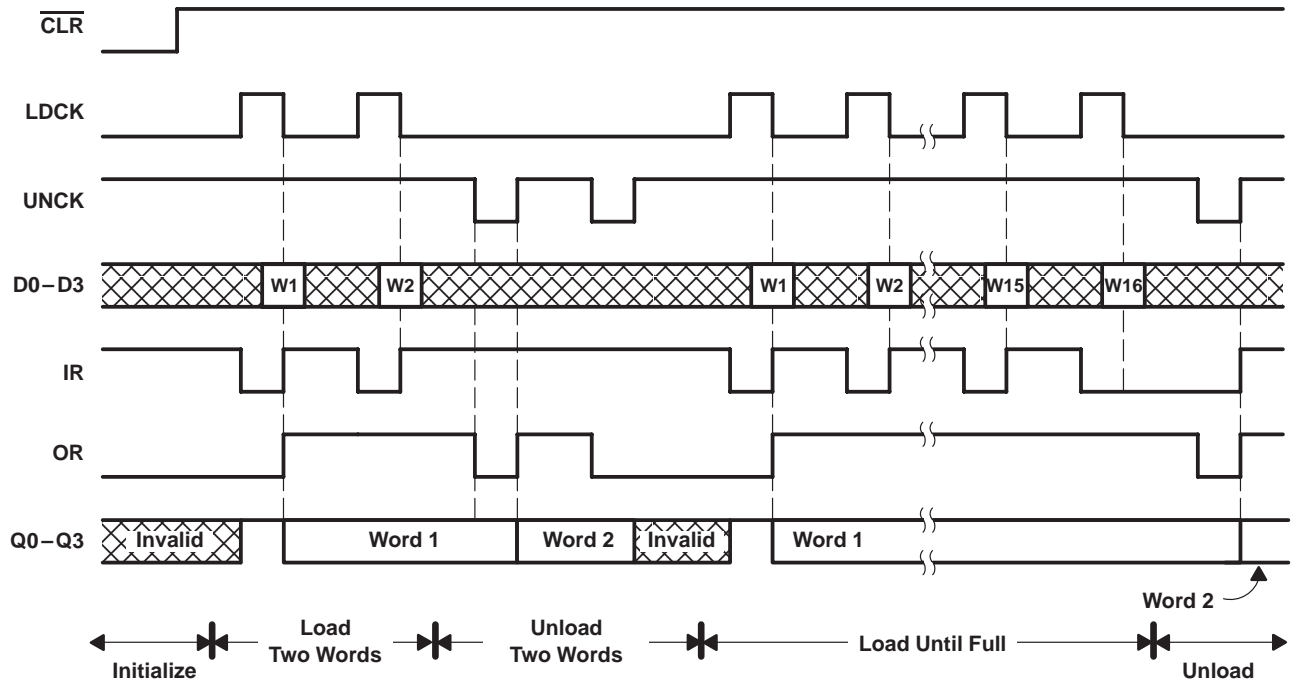 CLR
LDCK
UNCK
D0–D3 W1 W2 W1 W2 W15 W16
IR
OR
Q0–Q3 Invalid Word 1 Word 2 Invalid Word 1
Word 2
Initialize
Load
Two Words
Unload
Two Words
Load Until Full
Unload